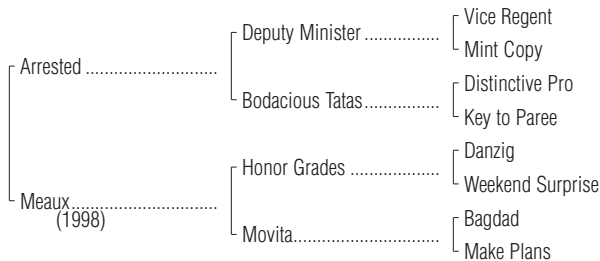 Vice Regent
Deputy Minister ................
Mint Copy
Arrested ............................
Distinctive Pro
Bodacious Tatas................
Key to Paree
Danzig
Honor Grades ...................
Weekend Surprise
Meaux...............................
(1998)
Bagdad
Movita...............................
Make Plans